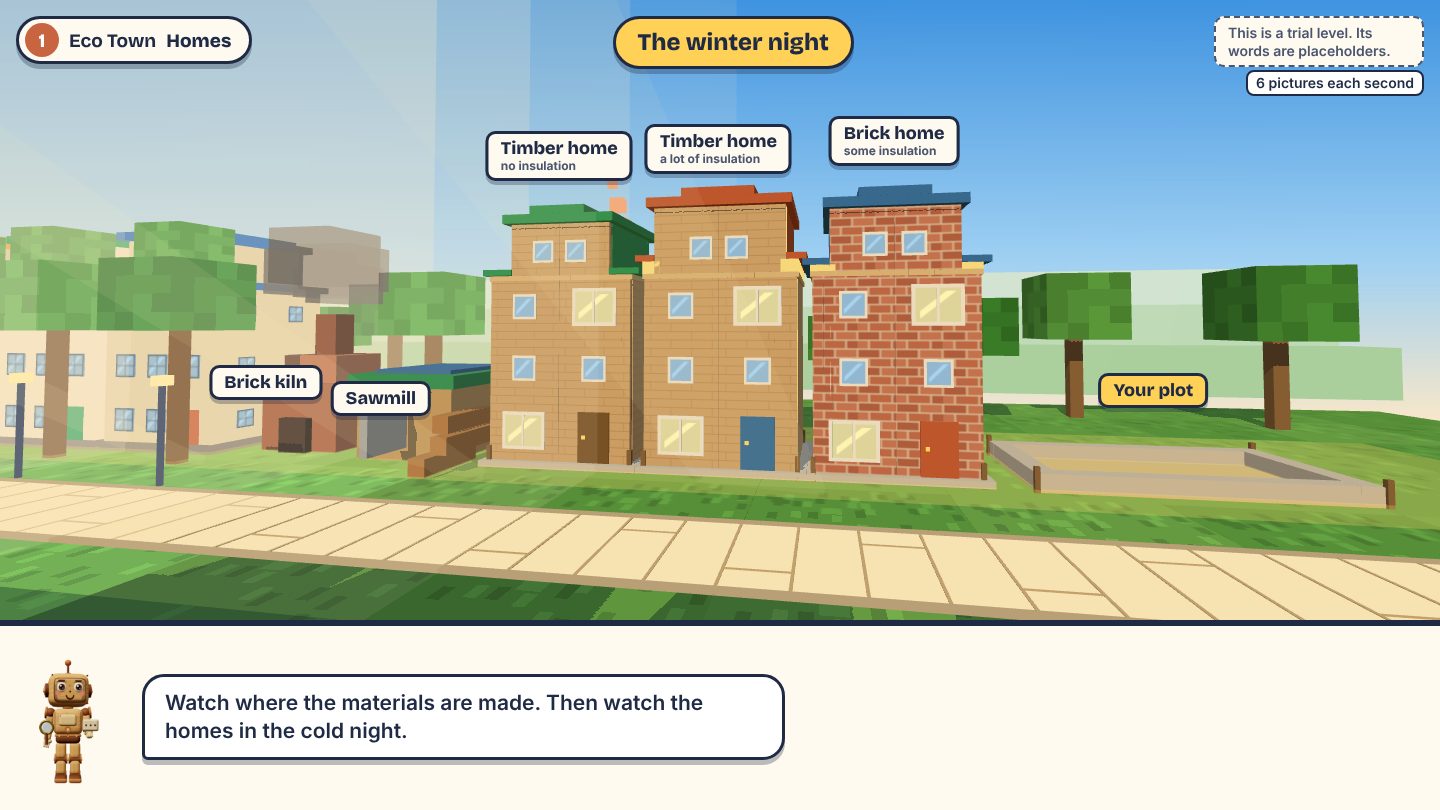 1 Eco Town Homes
The winter night
This is a trial level. Its
words are placeholders.
6 pictures each second
Timber home
no insulation
Timber home
a lot of insulation
Brick home
some insulation
Brick kiln
Sawmill
Your plot
Watch where the materials are made. Then watch the
homes in the cold night.